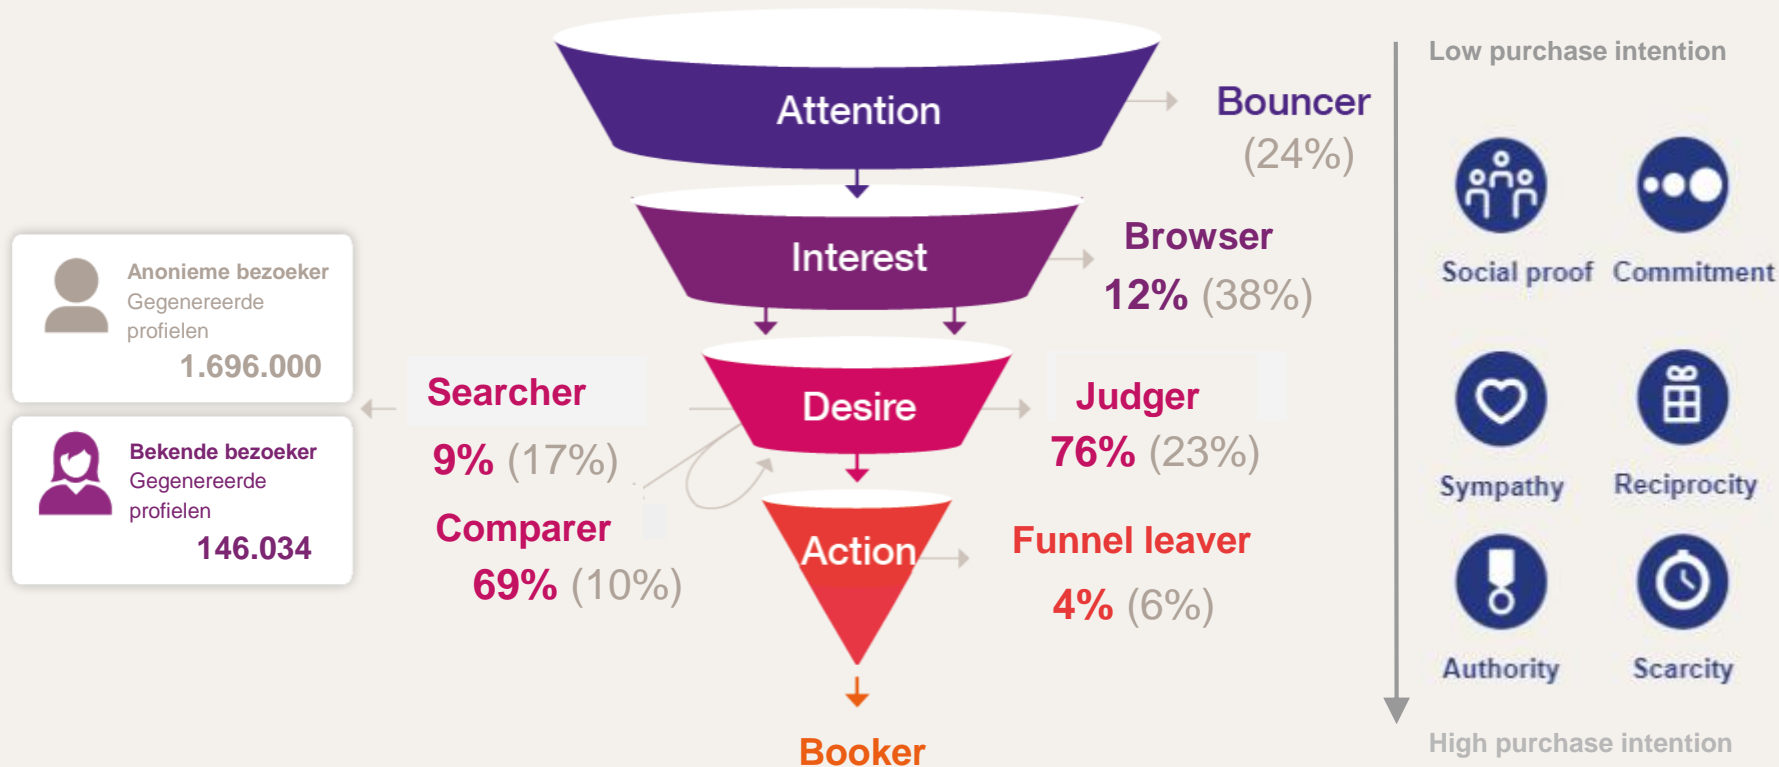 Attention
Bouncer
(24%)
Interest
Browser
12% (38%)
Desire
Searcher
9% (17%)
Comparer
69% (10%)
Judger
76% (23%)
Action
Funnel leaver
4% (6%)
Booker
Anonieme bezoeker
Gegenereerde
profielen
1.696.000
Bekende bezoeker
Gegenereerde
profielen
146.034
Low purchase intention
Social proof
Commitment
Sympathy
Reciprocity
Authority
Scarcity
High purchase intention